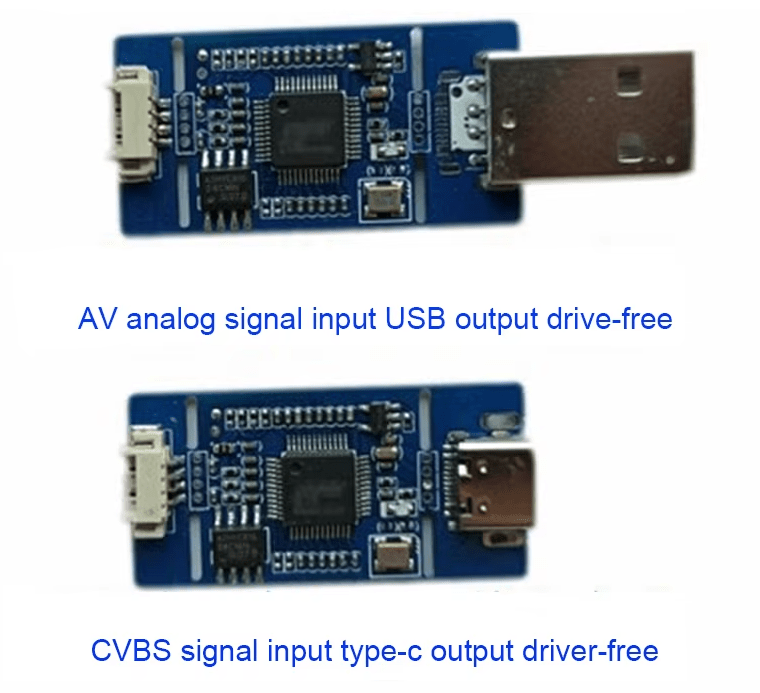 AV analog signal input USB output drive-free
CVBS signal input type-c output driver-free